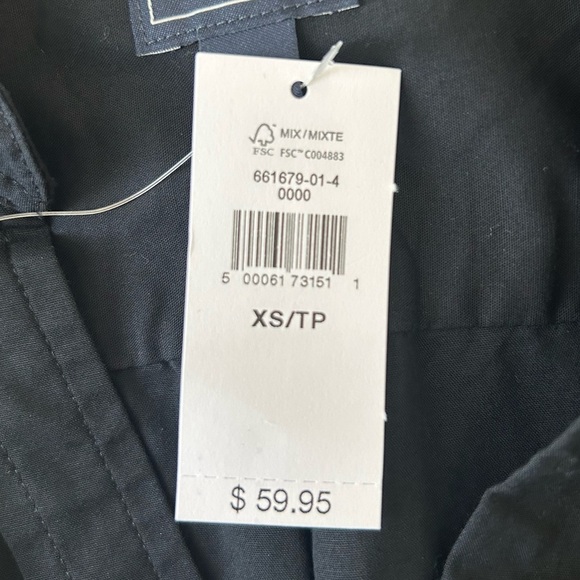 MIX/MIXTE
FSC FSC™ C004883
661679-01-4
0000
5 00061 73151 1
XS/TP
$ 59.95